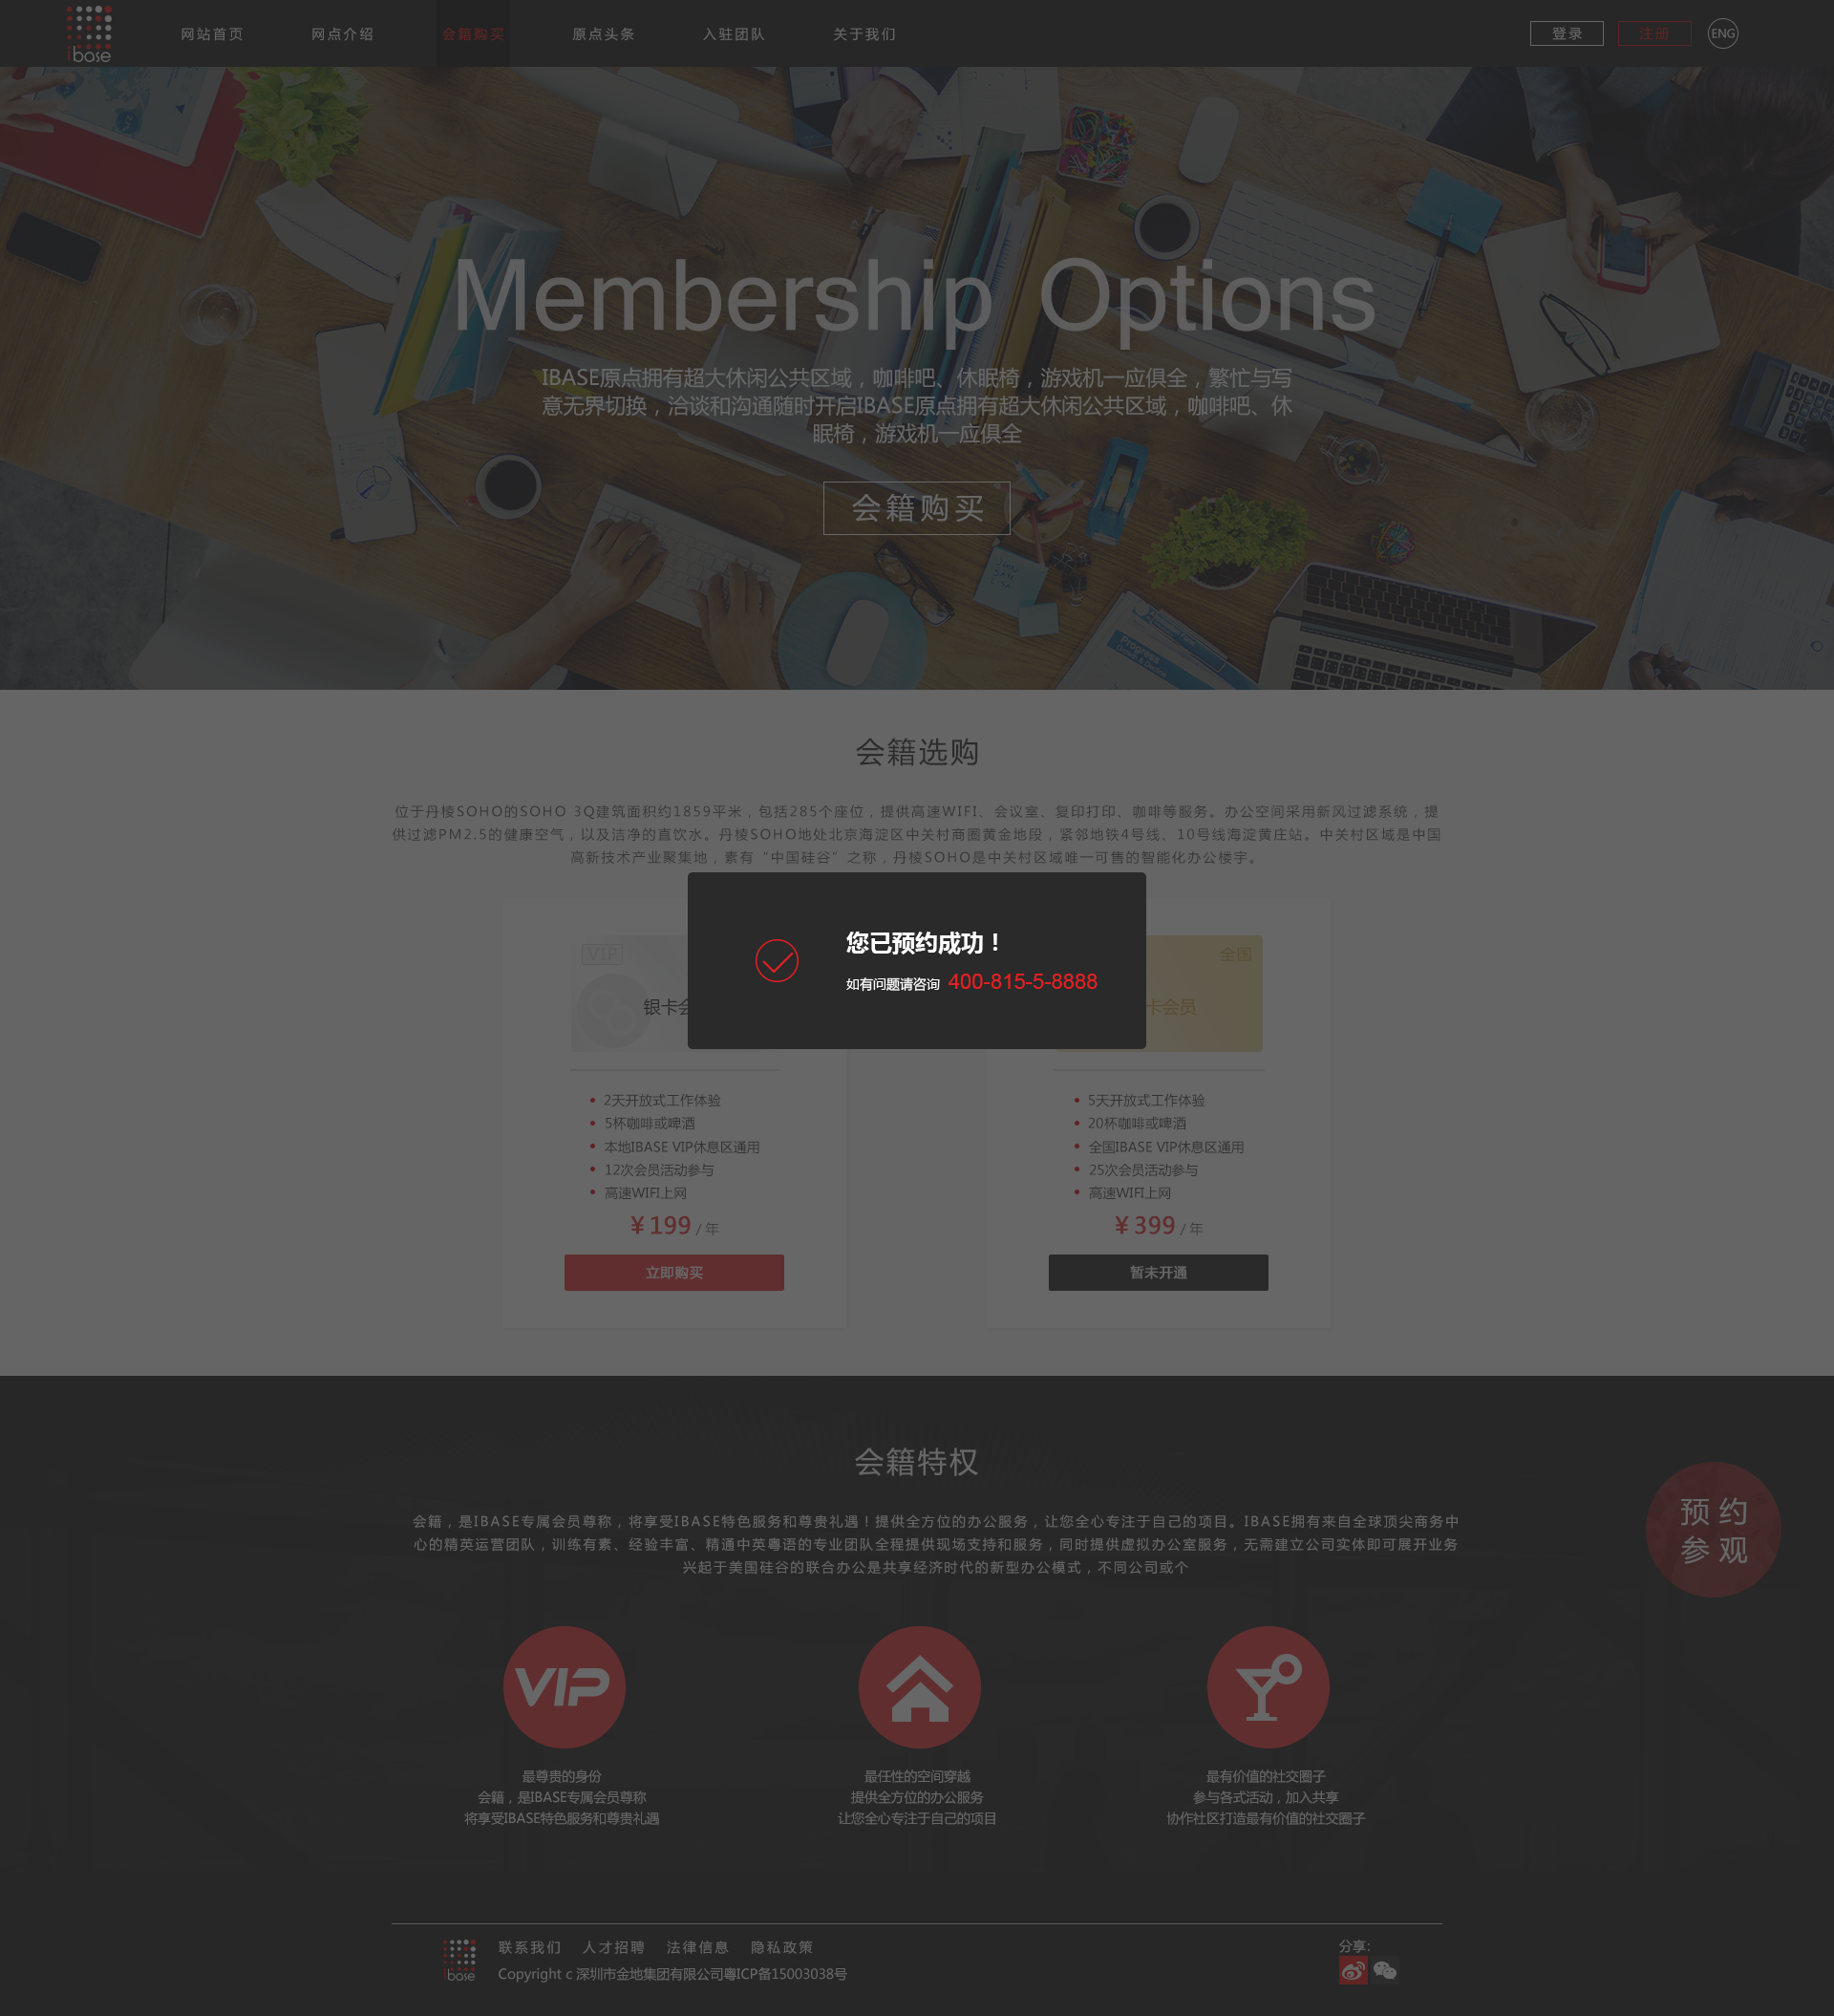 ibase
网站首页
网点介绍
会籍购买
原点头条
入驻团队
关于我们
登录
注册
ENG
Membership Options
IBASE原点拥有超大休闲公共区域，咖啡吧、休眠椅，游戏机一应俱全，繁忙与写
意无界切换，洽谈和沟通随时开启IBASE原点拥有超大休闲公共区域，咖啡吧、休
眠椅，游戏机一应俱全
会籍购买
会籍选购
位于丹棱SOHO的SOHO 3Q建筑面积约1859平米，包括285个座位，提供高速WIFI、会议室、复印打印、咖啡等服务。办公空间采用新风过滤系统，提
供过滤PM2.5的健康空气，以及洁净的直饮水。丹棱SOHO地处北京海淀区中关村商圈黄金地段，紧邻地铁4号线、10号线海淀黄庄站。中关村区域是中国
高新技术产业聚集地，素有“中国硅谷”之称，丹棱SOHO是中关村区域唯一可售的智能化办公楼宇。
您已预约成功！
如有问题请咨询 400-815-5-8888
VIP
银卡会
2天开放式工作体验
5杯咖啡或啤酒
本地IBASE VIP休息区通用
12次会员活动参与
高速WIFI上网
¥199 / 年
立即购买
全国
卡会员
5天开放式工作体验
20杯咖啡或啤酒
全国IBASE VIP休息区通用
25次会员活动参与
高速WIFI上网
¥399 / 年
暂未开通
会籍特权
会籍，是IBASE专属会员尊称，将享受IBASE特色服务和尊贵礼遇！提供全方位的办公服务，让您全心专注于自己的项目。IBASE拥有来自全球顶尖商务中
心的精英运营团队，训练有素、经验丰富、精通中英粤语的专业团队全程提供现场支持和服务，同时提供虚拟办公室服务，无需建立公司实体即可展开业务
兴起于美国硅谷的联合办公是共享经济时代的新型办公模式，不同公司或个
预约
参观
VIP
最尊贵的身份
会籍，是IBASE专属会员尊称
将享受IBASE特色服务和尊贵礼遇
最任性的空间穿越
提供全方位的办公服务
让您全心专注于自己的项目
最有价值的社交圈子
参与各式活动，加入共享
协作社区打造最有价值的社交圈子
ibase
联系我们
人才招聘
法律信息
隐私政策
Copyright c 深圳市金地集团有限公司粤ICP备15003038号
分享: